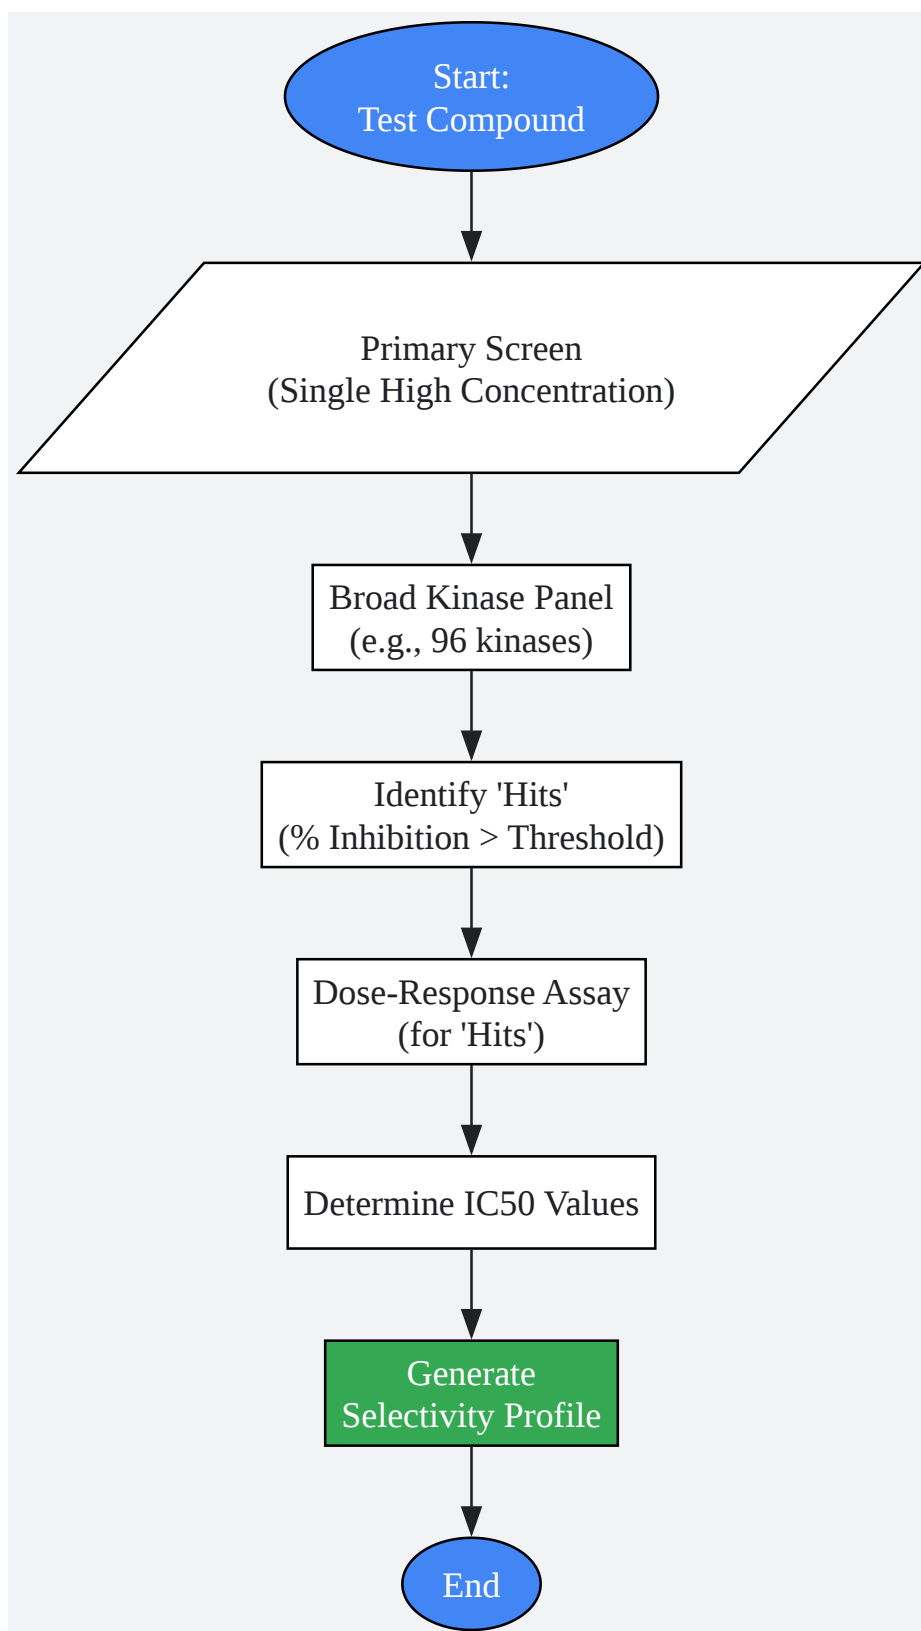 Start:
Test Compound
Primary Screen
(Single High Concentration)
Broad Kinase Panel
(e.g., 96 kinases)
Identify 'Hits'
(% Inhibition > Threshold)
Dose-Response Assay
(for 'Hits')
Determine IC50 Values
Generate
Selectivity Profile
End